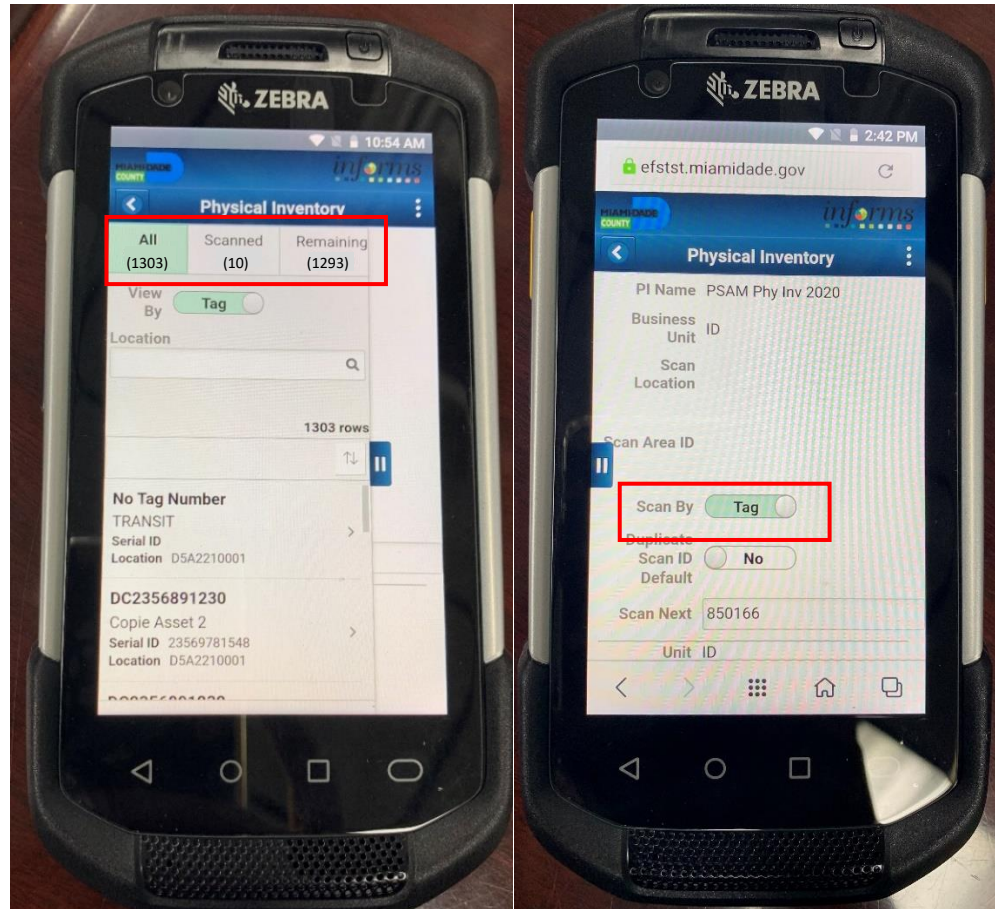 ZEBRA
10:54 AM
MIAMI-DADE
COUNTY
informs
Physical Inventory
All
(1303)
Scanned
(10)
Remaining
(1293)
View
By
Tag
Location
1303 rows
No Tag Number
TRANSIT
Serial ID
Location D5A2210001
DC2356891230
Copie Asset 2
Serial ID 23569781548
Location D5A2210001
ZEBRA
2:42 PM
efstst.miamidade.gov
MIAMI-DADE
COUNTY
informs
Physical Inventory
PI Name PSAM Phy Inv 2020
Business
Unit
ID
Scan
Location
Scan Area ID
Scan By Tag
Duplicate
Scan ID
Default
No
Scan Next 850166
Unit ID